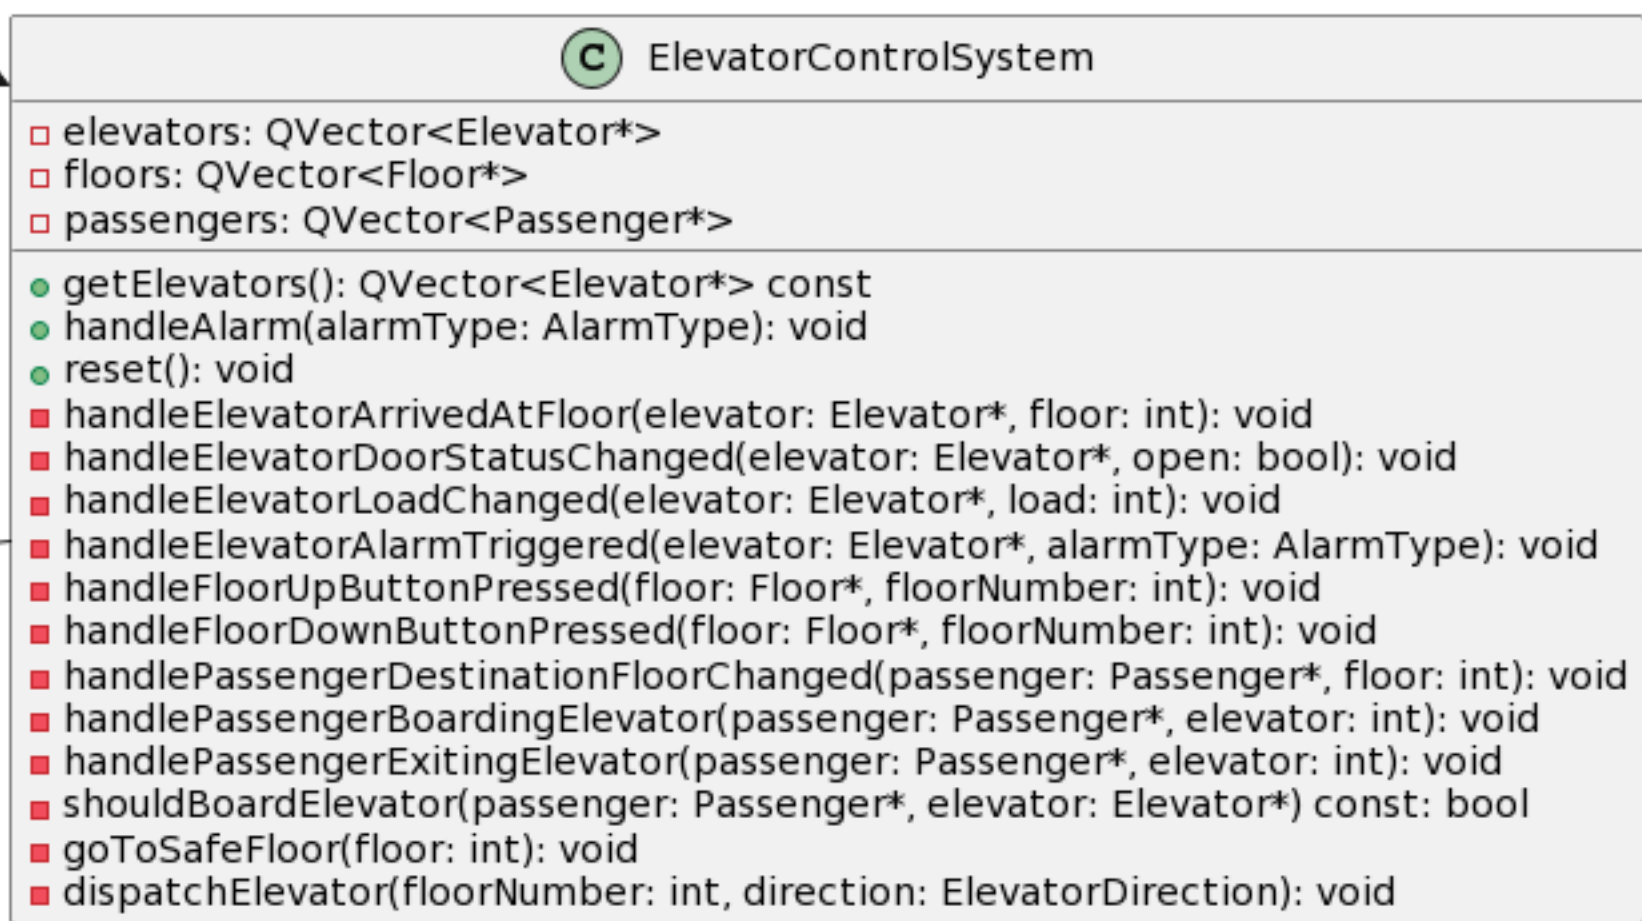 C ElevatorControlSystem
elevators: QVector<Elevator*>
floors: QVector<Floor*>
passengers: QVector<Passenger*>
getElevators(): QVector<Elevator*> const
handleAlarm(alarmType: AlarmType): void
reset(): void
handleElevatorArrivedAtFloor(elevator: Elevator*, floor: int): void
handleElevatorDoorStatusChanged(elevator: Elevator*, open: bool): void
handleElevatorLoadChanged(elevator: Elevator*, load: int): void
handleElevatorAlarmTriggered(elevator: Elevator*, alarmType: AlarmType): void
handleFloorUpButtonPressed(floor: Floor*, floorNumber: int): void
handleFloorDownButtonPressed(floor: Floor*, floorNumber: int): void
handlePassengerDestinationFloorChanged(passenger: Passenger*, floor: int): void
handlePassengerBoardingElevator(passenger: Passenger*, elevator: int): void
handlePassengerExitingElevator(passenger: Passenger*, elevator: int): void
shouldBoardElevator(passenger: Passenger*, elevator: Elevator*) const: bool
goToSafeFloor(floor: int): void
dispatchElevator(floorNumber: int, direction: ElevatorDirection): void